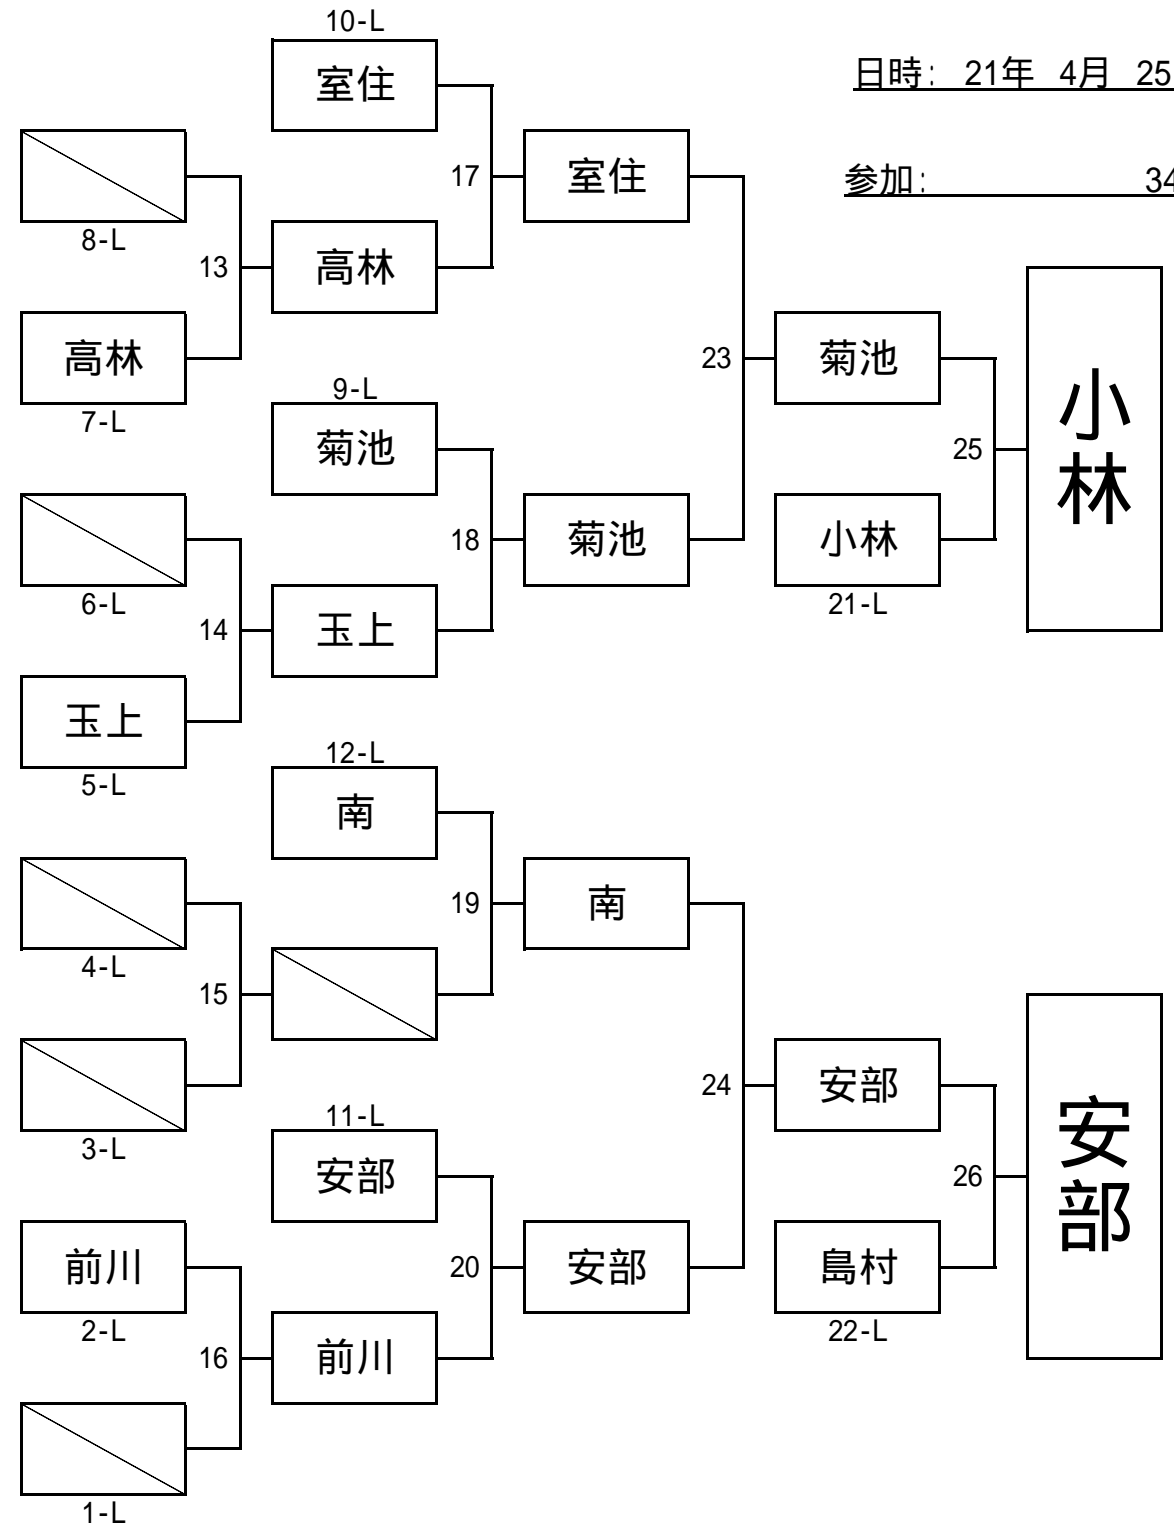 10-L
室住
日時: 21年 4月 25
17
室住
参加: 34
8-L
13
高林
高林
7-L
23
菊池
小林
9-L
菊池
25
18
菊池
小林
6-L
21-L
14
玉上
玉上
5-L
12-L
南
19
南
4-L
15
24
安部
安部
3-L
11-L
安部
26
前川
2-L
20
安部
島村
22-L
16
前川
1-L